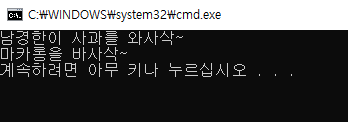 C:₩WINDOWS₩system32₩cmd.exe
남경한이 사과를 와사삭~
마카롱을 바사삭~
계속하려면 아무 키나 누르십시오 . . .